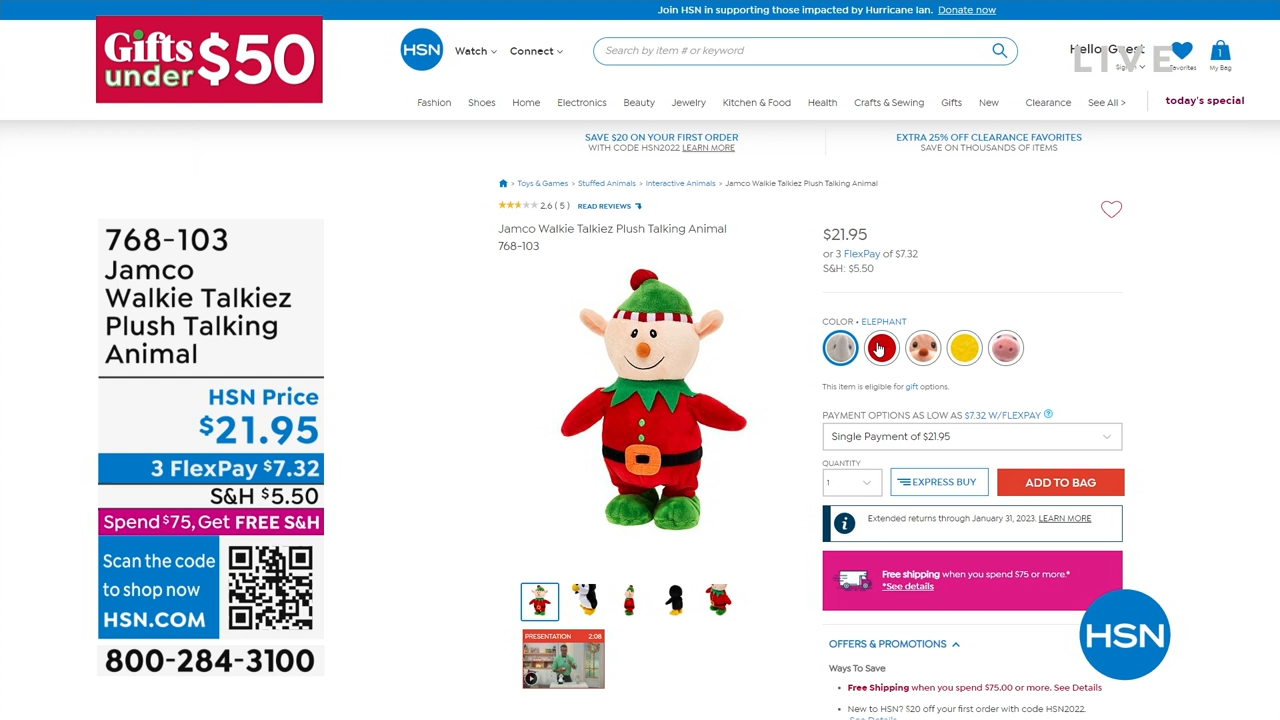 Join HSN in supporting those impacted by Hurricane Ian. Donate now
Gifts under $50
HSN
Watch
Connect
Search by item # or keyword
Hello Guest
LIVE
Favorites
1
My Bag
Fashion Shoes Home Electronics Beauty Jewelry Kitchen & Food Health Crafts & Sewing Gifts New Clearance See All > today's special
SAVE $20 ON YOUR FIRST ORDER
WITH CODE HSN2022 LEARN MORE
EXTRA 25% OFF CLEARANCE FAVORITES
SAVE ON THOUSANDS OF ITEMS
> Toys & Games > Stuffed Animals > Interactive Animals > Jamco Walkie Talkiez Plush Talking Animal
2.6 ( 5 ) READ REVIEWS
Jamco Walkie Talkiez Plush Talking Animal
768-103
768-103
Jamco
Walkie Talkiez
Plush Talking
Animal
HSN Price
$21.95
3 FlexPay $7.32
S&H $5.50
Spend $75, Get FREE S&H
Scan the code
to shop now
HSN.COM
800-284-3100
PRESENTATION 2:08
$21.95
or 3 FlexPay of $7.32
S&H: $5.50
COLOR • ELEPHANT
This item is eligible for gift options.
PAYMENT OPTIONS AS LOW AS $7.32 W/FLEXPAY ?
Single Payment of $21.95
QUANTITY
1
EXPRESS BUY
ADD TO BAG
i
Extended returns through January 31, 2023. LEARN MORE
Free shipping when you spend $75 or more.*
*See details
HSN
OFFERS & PROMOTIONS
Ways To Save
• Free Shipping when you spend $75.00 or more. See Details
• New to HSN? $20 off your first order with code HSN2022.
See Details